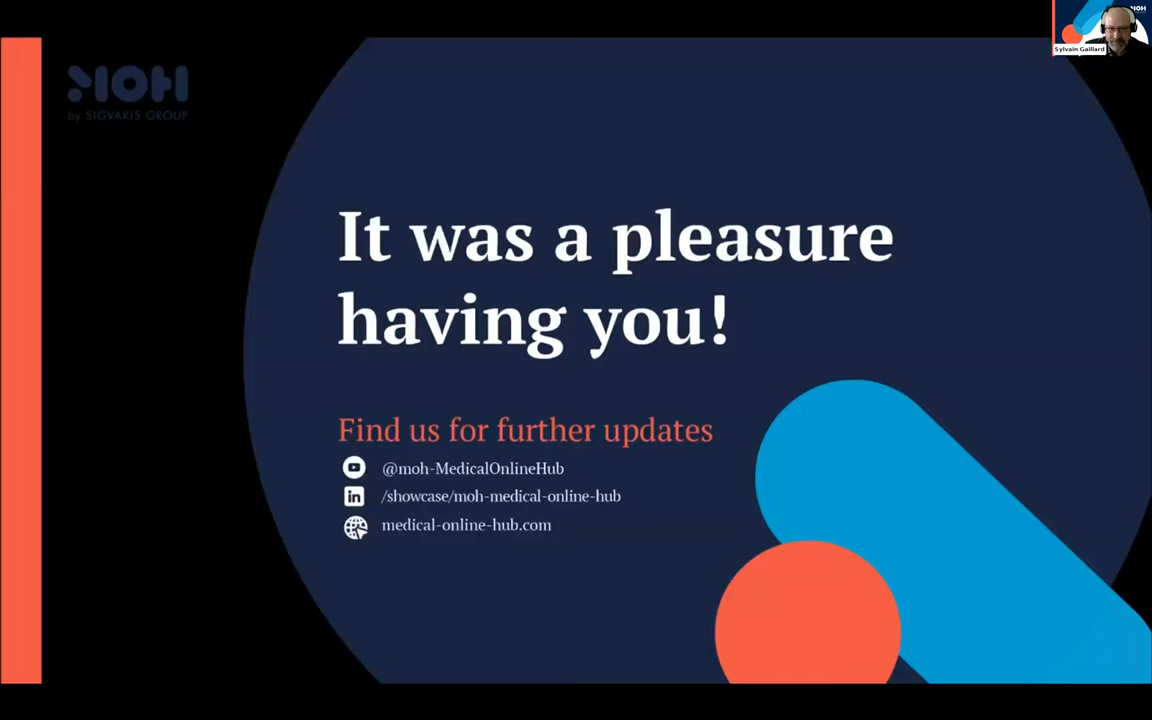 MOH
by SIGVARIS GROUP
MOH
Sylvain Gaillard
It was a pleasure
having you!
Find us for further updates
@moh-MedicalOnlineHub
/showcase/moh-medical-online-hub
medical-online-hub.com